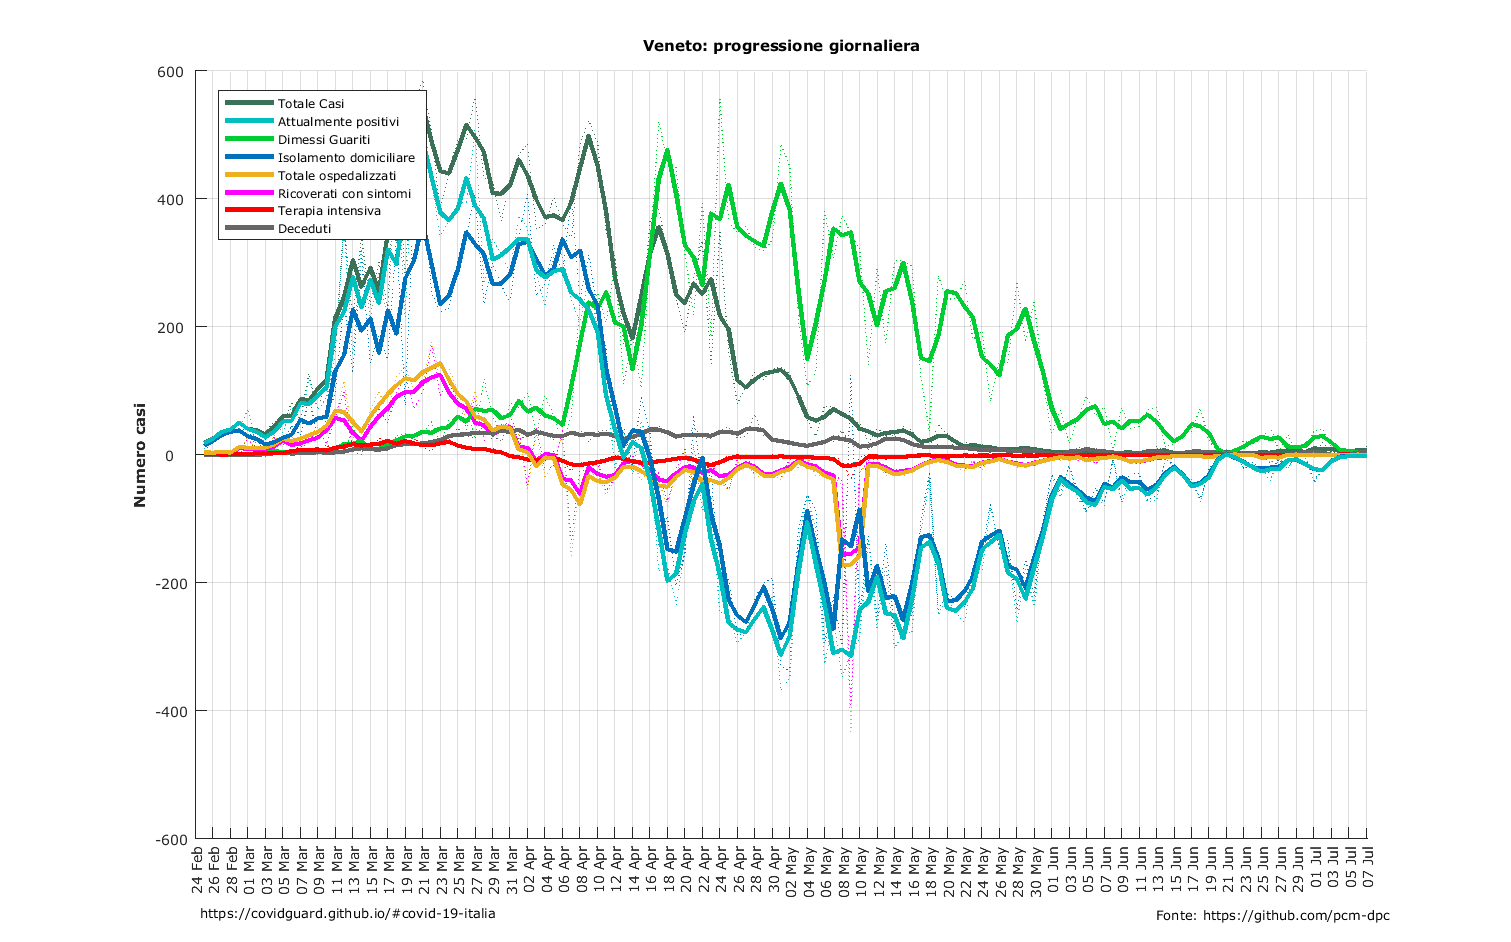 Veneto: progressione giornaliera
600
400
200
0
-200
-400
-600
Numero casi
Totale Casi
Attualmente positivi
Dimessi Guariti
Isolamento domiciliare
Totale ospedalizzati
Ricoverati con sintomi
Terapia intensiva
Deceduti
24 Feb
26 Feb
28 Feb
01 Mar
03 Mar
05 Mar
07 Mar
09 Mar
11 Mar
13 Mar
15 Mar
17 Mar
19 Mar
21 Mar
23 Mar
25 Mar
27 Mar
29 Mar
31 Mar
02 Apr
04 Apr
06 Apr
08 Apr
10 Apr
12 Apr
14 Apr
16 Apr
18 Apr
20 Apr
22 Apr
24 Apr
26 Apr
28 Apr
30 Apr
02 May
04 May
06 May
08 May
10 May
12 May
14 May
16 May
18 May
20 May
22 May
24 May
26 May
28 May
30 May
01 Jun
03 Jun
05 Jun
07 Jun
09 Jun
11 Jun
13 Jun
15 Jun
17 Jun
19 Jun
21 Jun
23 Jun
25 Jun
27 Jun
29 Jun
01 Jul
03 Jul
05 Jul
07 Jul
https://covidguard.github.io/#covid-19-italia
Fonte: https://github.com/pcm-dpc